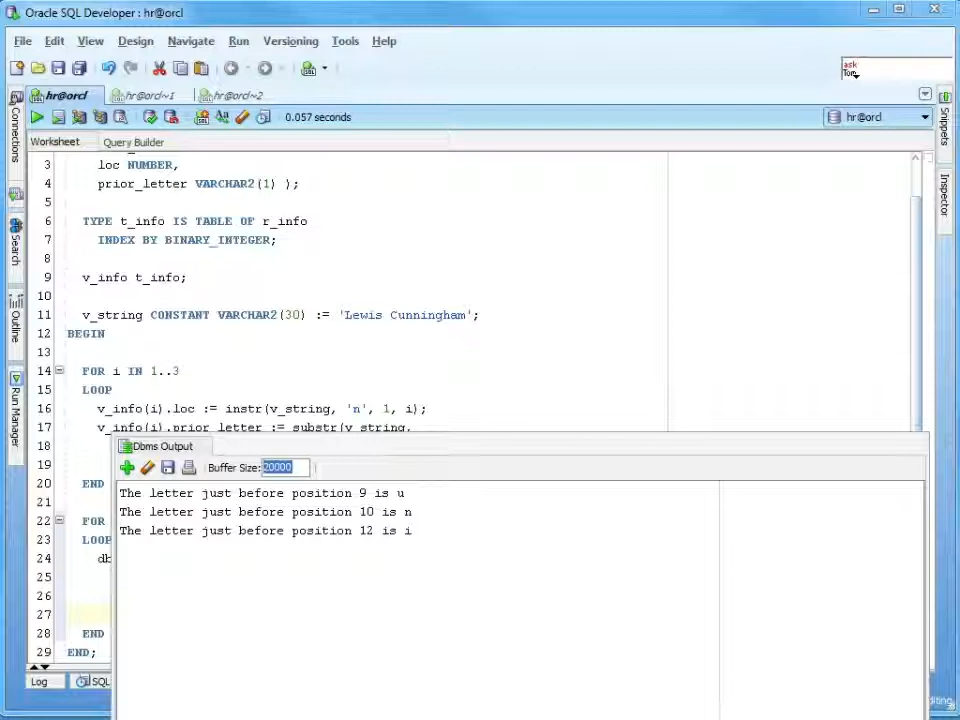 Oracle SQL Developer : hr@orcl
File Edit View Design Navigate Run Versioning Tools Help
ask
Tom
hr@orcl hr@orcl~1 hr@orcl~2
0.057 seconds hr@orcl
Worksheet Query Builder
Connections
Search
Outline
Run Manager
Snippets
Inspector
3 loc NUMBER,
4 prior_letter VARCHAR2(1) );
5
6 TYPE t_info IS TABLE OF r_info
7 INDEX BY BINARY_INTEGER;
8
9 v_info t_info;
10
11 v_string CONSTANT VARCHAR2(30) := 'Lewis Cunningham';
12 BEGIN
13
14 FOR i IN 1..3
15 LOOP
16 v_info(i).loc := instr(v_string, 'n', 1, i);
17 v_info(i).prior_letter := substr(v_string,
18
19
20 END
21
22 FOR
23 LOOP
24 db
25
26
27
28 END
29 END;
Dbms Output
Buffer Size: 20000
The letter just before position 9 is u
The letter just before position 10 is n
The letter just before position 12 is i
Log SQL